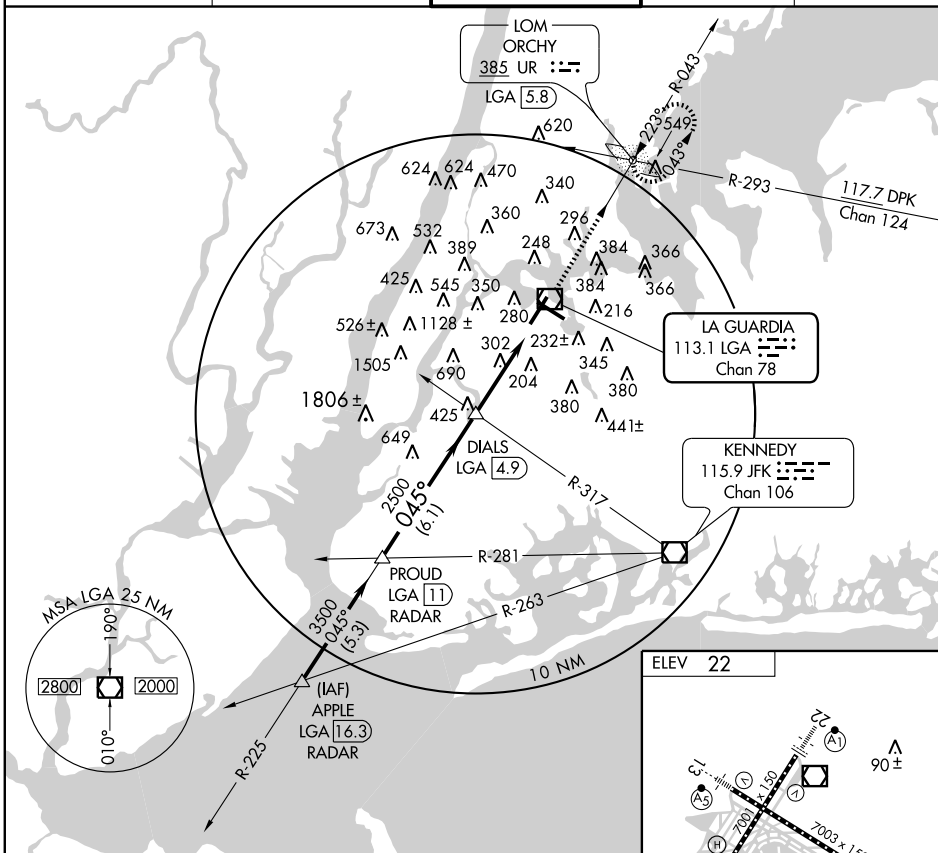 LOM
ORCHY
385 UR
LGA 5.8
R-043
223°
549
043°
R-293
117.7 DPK
Chan 124
620
624
624
470
340
360
296
673
532
389
248
384
366
384
366
425
545
350
280
216
526±
1128 ±
232±
345
1505
690
302
204
380
380
1806 ±
425
441±
649
LA GUARDIA
113.1 LGA
Chan 78
DIALS
LGA 4.9
KENNEDY
115.9 JFK
Chan 106
R-317
2500
045°
(6.1)
R-281
PROUD
LGA 11
RADAR
R-263
3500
045°
(5.3)
10 NM
(IAF)
APPLE
LGA 16.3
RADAR
R-225
MSA LGA 25 NM
190°
2800
2000
010°
ELEV 22
22
A1
90 ±
13
V
A5
V
7001 x 150
7003 x 15
H